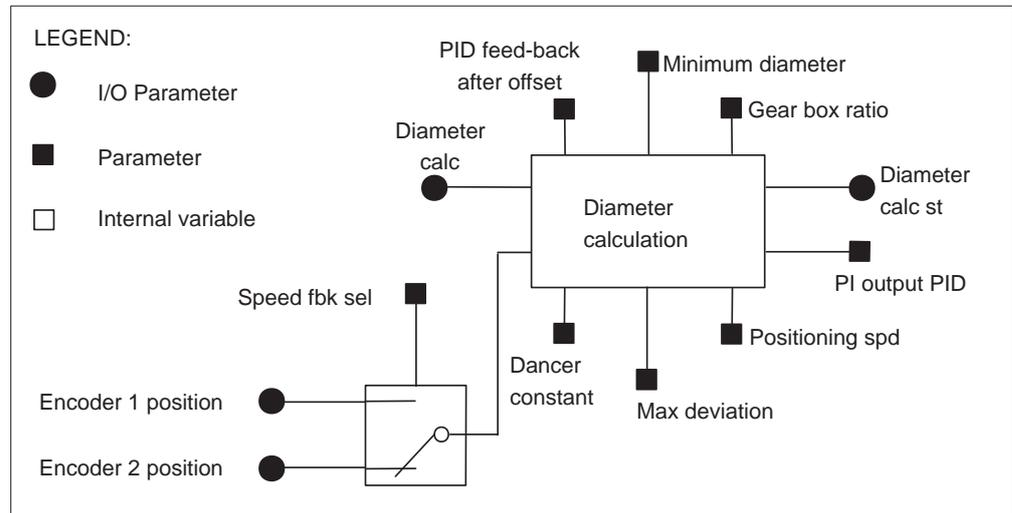 LEGEND:
I/O Parameter
Parameter
Internal variable
PID feed-back
after offset
Minimum diameter
Gear box ratio
Diameter
calc
Diameter
calc st
Diameter
calculation
PI output PID
Speed fbk sel
Positioning spd
Dancer
constant
Max deviation
Encoder 1 position
Encoder 2 position